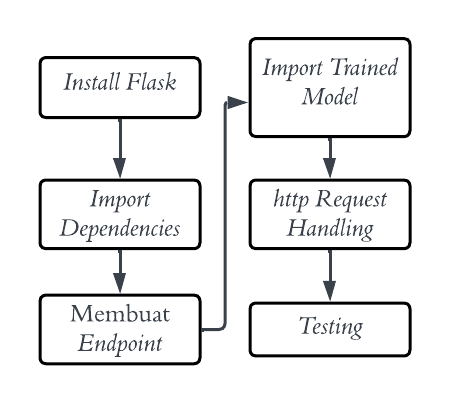 Install Flask
Import
Dependencies
Membuat
Endpoint
Import Trained
Model
http Request
Handling
Testing